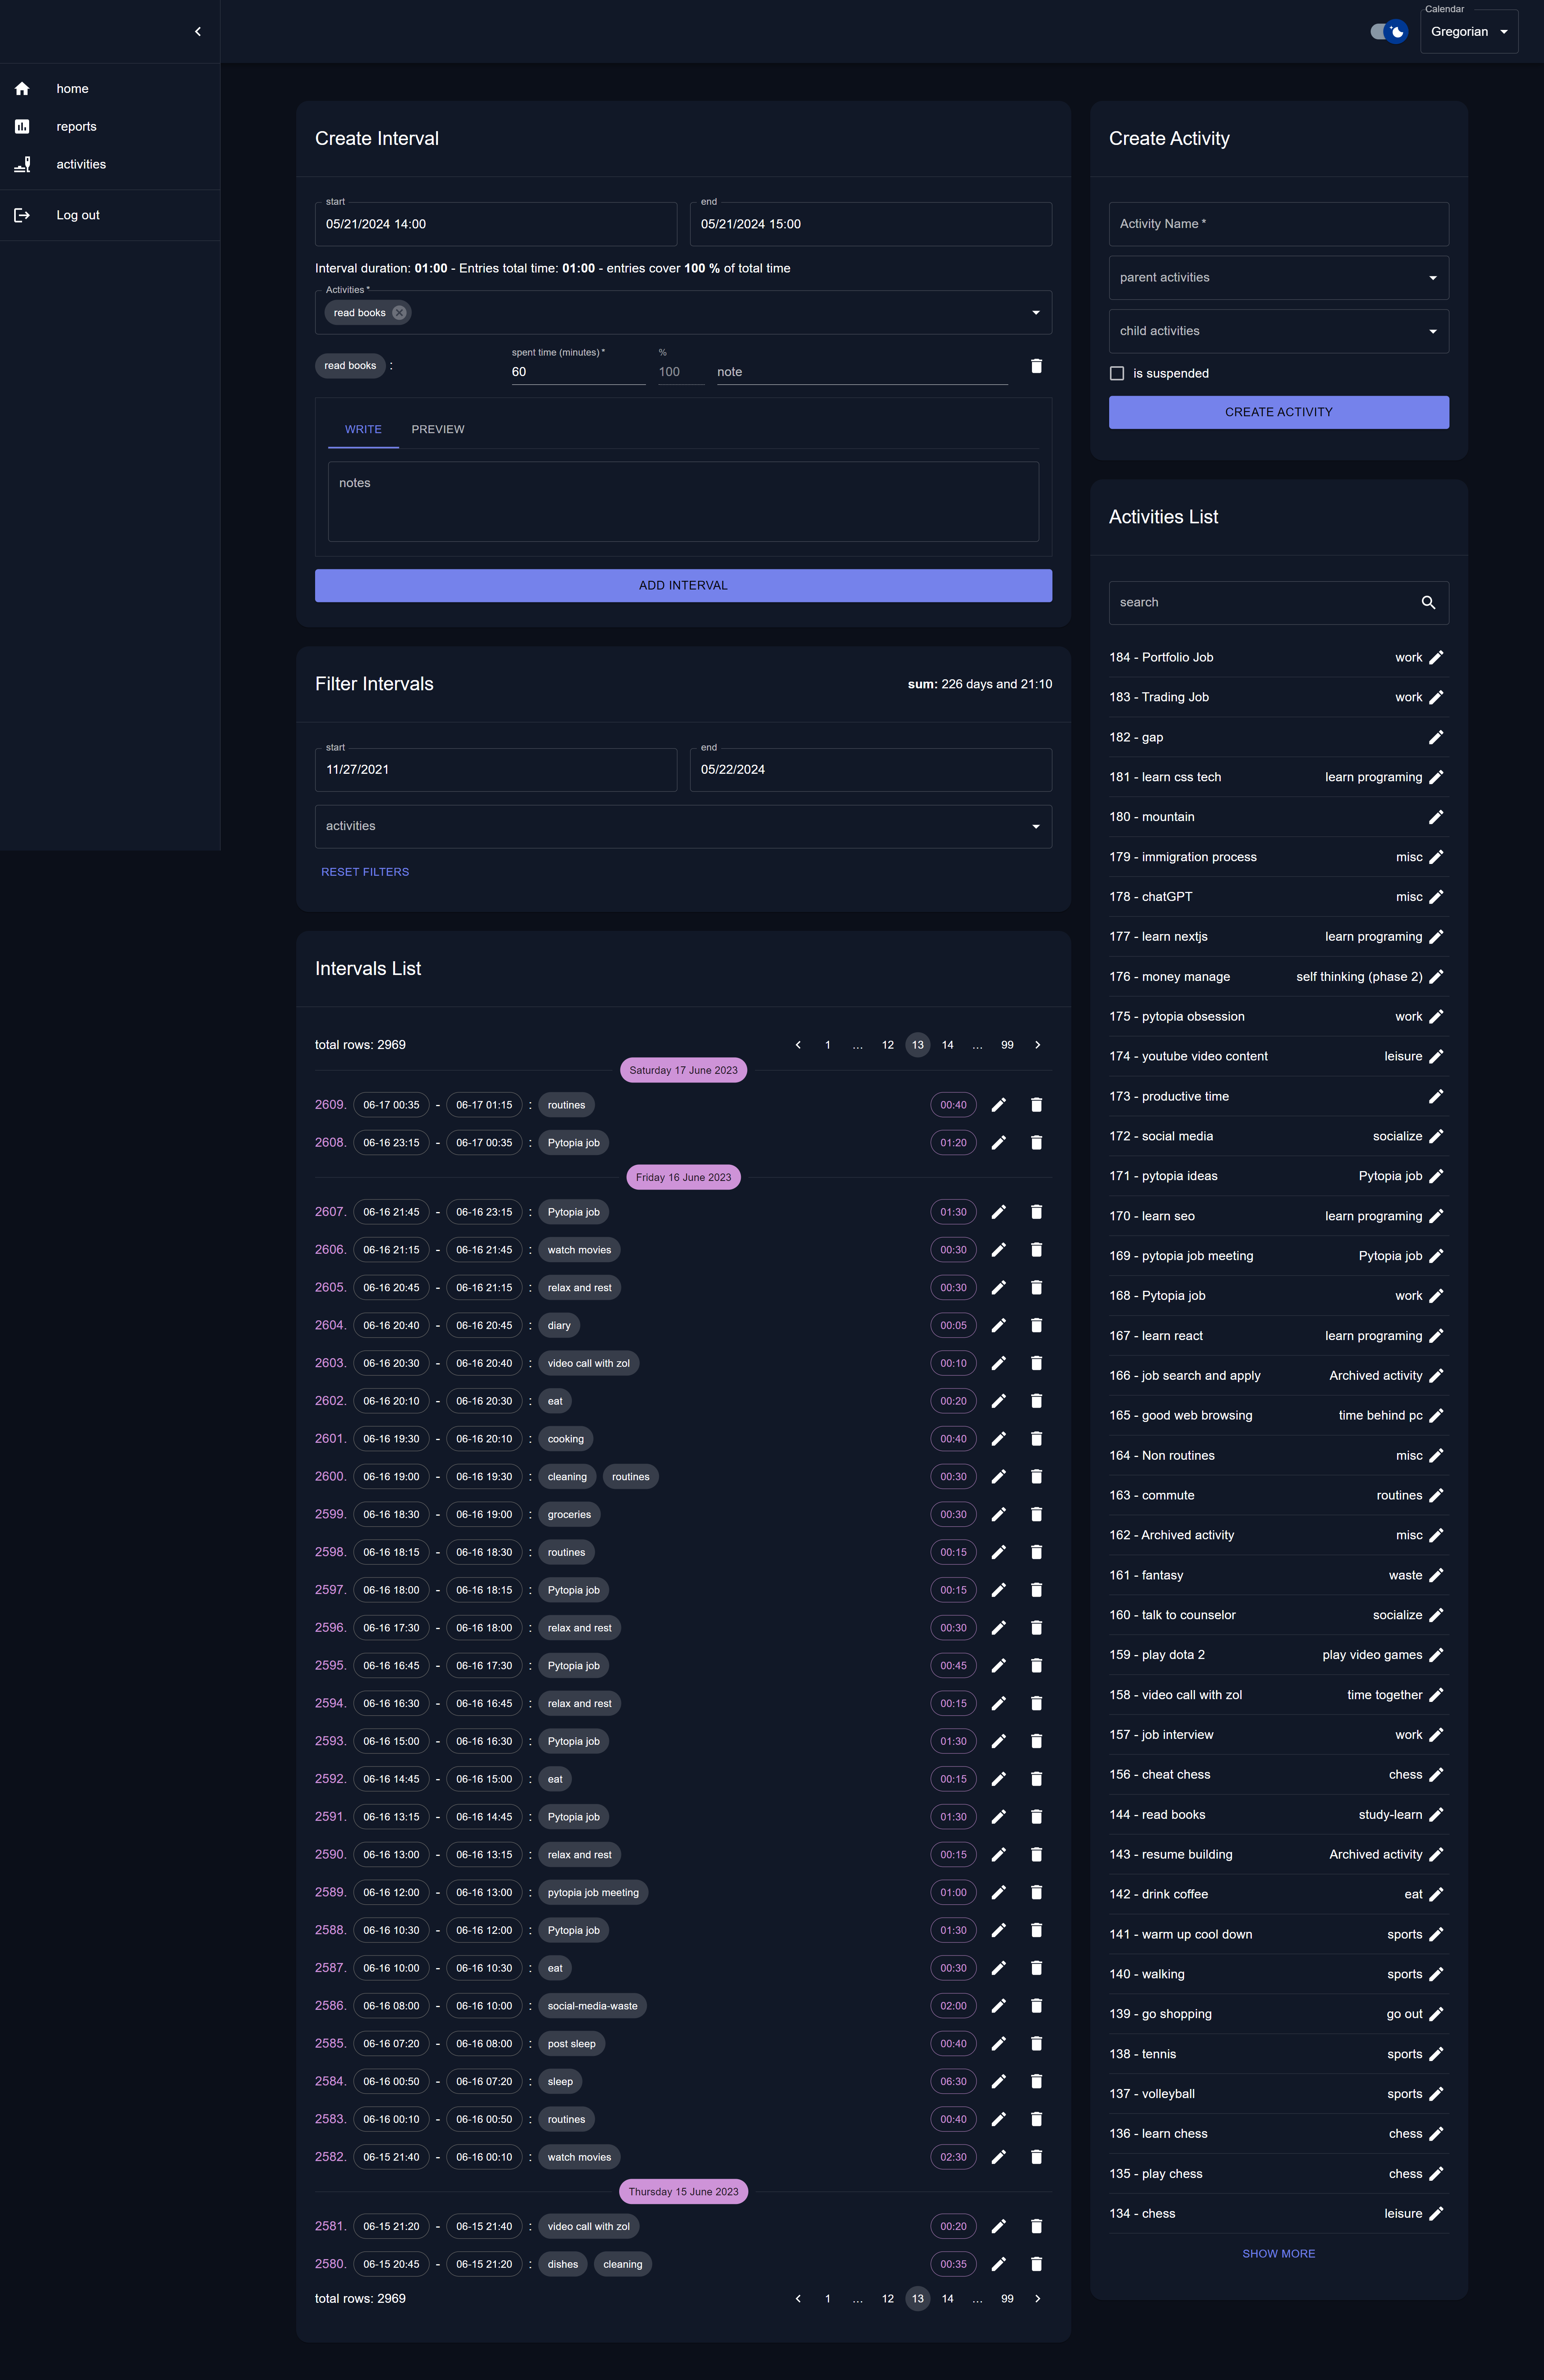 Calendar
Gregorian
home
reports
activities
Log out
Create Interval
start
05/21/2024 14:00
end
05/21/2024 15:00
Interval duration: 01:00 - Entries total time: 01:00 - entries cover 100 % of total time
Activities *
read books
read books :
spent time (minutes) *
60
%
100
note
WRITE PREVIEW
notes
ADD INTERVAL
Filter Intervals
sum: 226 days and 21:10
start
11/27/2021
end
05/22/2024
activities
RESET FILTERS
Intervals List
total rows: 2969
1 … 12 13 14 … 99
Saturday 17 June 2023
2609. 06-17 00:35 - 06-17 01:15 : routines 00:40
2608. 06-16 23:15 - 06-17 00:35 : Pytopia job 01:20
Friday 16 June 2023
2607. 06-16 21:45 - 06-16 23:15 : Pytopia job 01:30
2606. 06-16 21:15 - 06-16 21:45 : watch movies 00:30
2605. 06-16 20:45 - 06-16 21:15 : relax and rest 00:30
2604. 06-16 20:40 - 06-16 20:45 : diary 00:05
2603. 06-16 20:30 - 06-16 20:40 : video call with zol 00:10
2602. 06-16 20:10 - 06-16 20:30 : eat 00:20
2601. 06-16 19:30 - 06-16 20:10 : cooking 00:40
2600. 06-16 19:00 - 06-16 19:30 : cleaning routines 00:30
2599. 06-16 18:30 - 06-16 19:00 : groceries 00:30
2598. 06-16 18:15 - 06-16 18:30 : routines 00:15
2597. 06-16 18:00 - 06-16 18:15 : Pytopia job 00:15
2596. 06-16 17:30 - 06-16 18:00 : relax and rest 00:30
2595. 06-16 16:45 - 06-16 17:30 : Pytopia job 00:45
2594. 06-16 16:30 - 06-16 16:45 : relax and rest 00:15
2593. 06-16 15:00 - 06-16 16:30 : Pytopia job 01:30
2592. 06-16 14:45 - 06-16 15:00 : eat 00:15
2591. 06-16 13:15 - 06-16 14:45 : Pytopia job 01:30
2590. 06-16 13:00 - 06-16 13:15 : relax and rest 00:15
2589. 06-16 12:00 - 06-16 13:00 : pytopia job meeting 01:00
2588. 06-16 10:30 - 06-16 12:00 : Pytopia job 01:30
2587. 06-16 10:00 - 06-16 10:30 : eat 00:30
2586. 06-16 08:00 - 06-16 10:00 : social-media-waste 02:00
2585. 06-16 07:20 - 06-16 08:00 : post sleep 00:40
2584. 06-16 00:50 - 06-16 07:20 : sleep 06:30
2583. 06-16 00:10 - 06-16 00:50 : routines 00:40
2582. 06-15 21:40 - 06-16 00:10 : watch movies 02:30
Thursday 15 June 2023
2581. 06-15 21:20 - 06-15 21:40 : video call with zol 00:20
2580. 06-15 20:45 - 06-15 21:20 : dishes cleaning 00:35
total rows: 2969
1 … 12 13 14 … 99
Create Activity
Activity Name *
parent activities
child activities
is suspended
CREATE ACTIVITY
Activities List
search
184 - Portfolio Job work
183 - Trading Job work
182 - gap
181 - learn css tech learn programing
180 - mountain
179 - immigration process misc
178 - chatGPT misc
177 - learn nextjs learn programing
176 - money manage self thinking (phase 2)
175 - pytopia obsession work
174 - youtube video content leisure
173 - productive time
172 - social media socialize
171 - pytopia ideas Pytopia job
170 - learn seo learn programing
169 - pytopia job meeting Pytopia job
168 - Pytopia job work
167 - learn react learn programing
166 - job search and apply Archived activity
165 - good web browsing time behind pc
164 - Non routines misc
163 - commute routines
162 - Archived activity misc
161 - fantasy waste
160 - talk to counselor socialize
159 - play dota 2 play video games
158 - video call with zol time together
157 - job interview work
156 - cheat chess chess
144 - read books study-learn
143 - resume building Archived activity
142 - drink coffee eat
141 - warm up cool down sports
140 - walking sports
139 - go shopping go out
138 - tennis sports
137 - volleyball sports
136 - learn chess chess
135 - play chess chess
134 - chess leisure
SHOW MORE